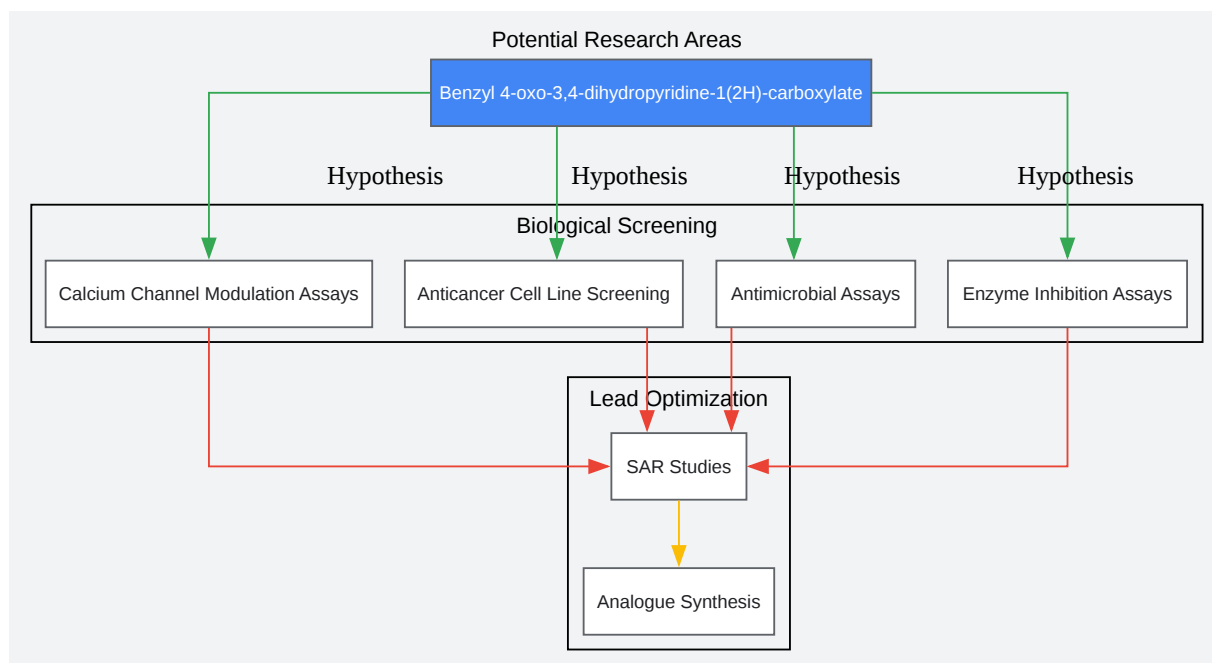 Potential Research Areas
Benzyl 4-oxo-3,4-dihydropyridine-1(2H)-carboxylate
Hypothesis
Hypothesis
Hypothesis
Hypothesis
Biological Screening
Calcium Channel Modulation Assays
Anticancer Cell Line Screening
Antimicrobial Assays
Enzyme Inhibition Assays
Lead Optimization
SAR Studies
Analogue Synthesis